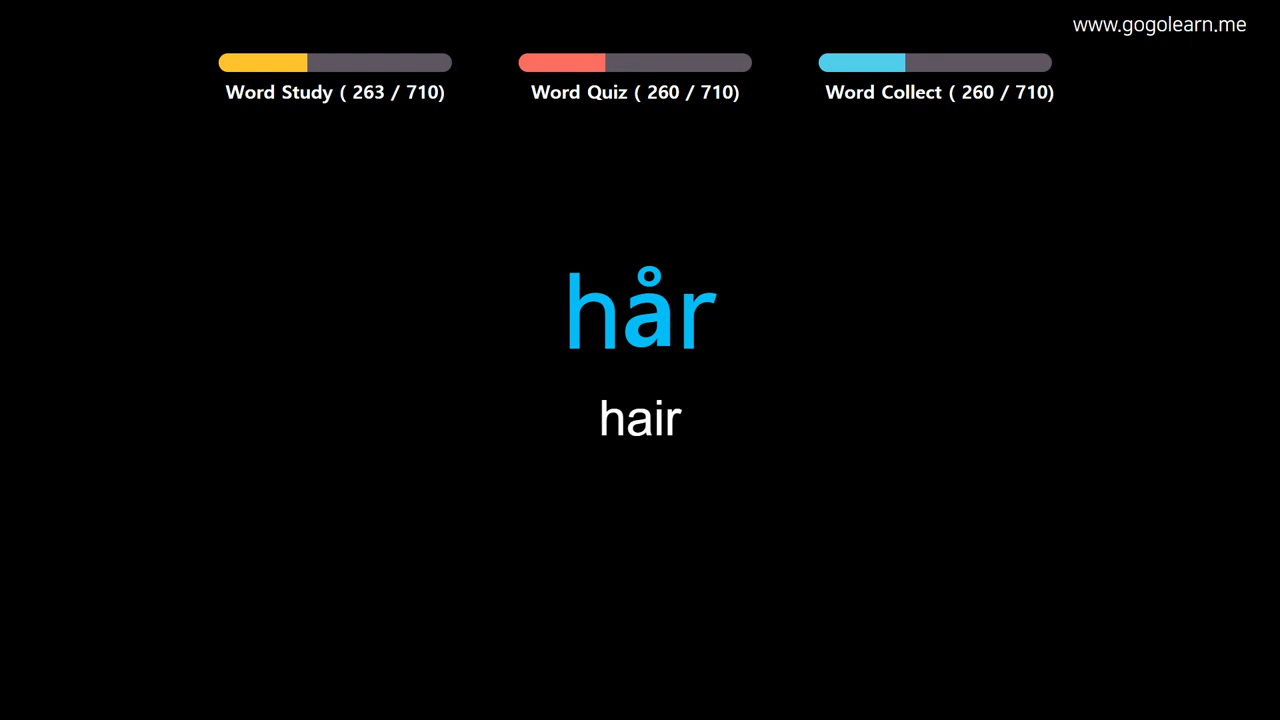 www.gogolearn.me
Word Study ( 263 / 710)
Word Quiz ( 260 / 710)
Word Collect ( 260 / 710)
hår
hair